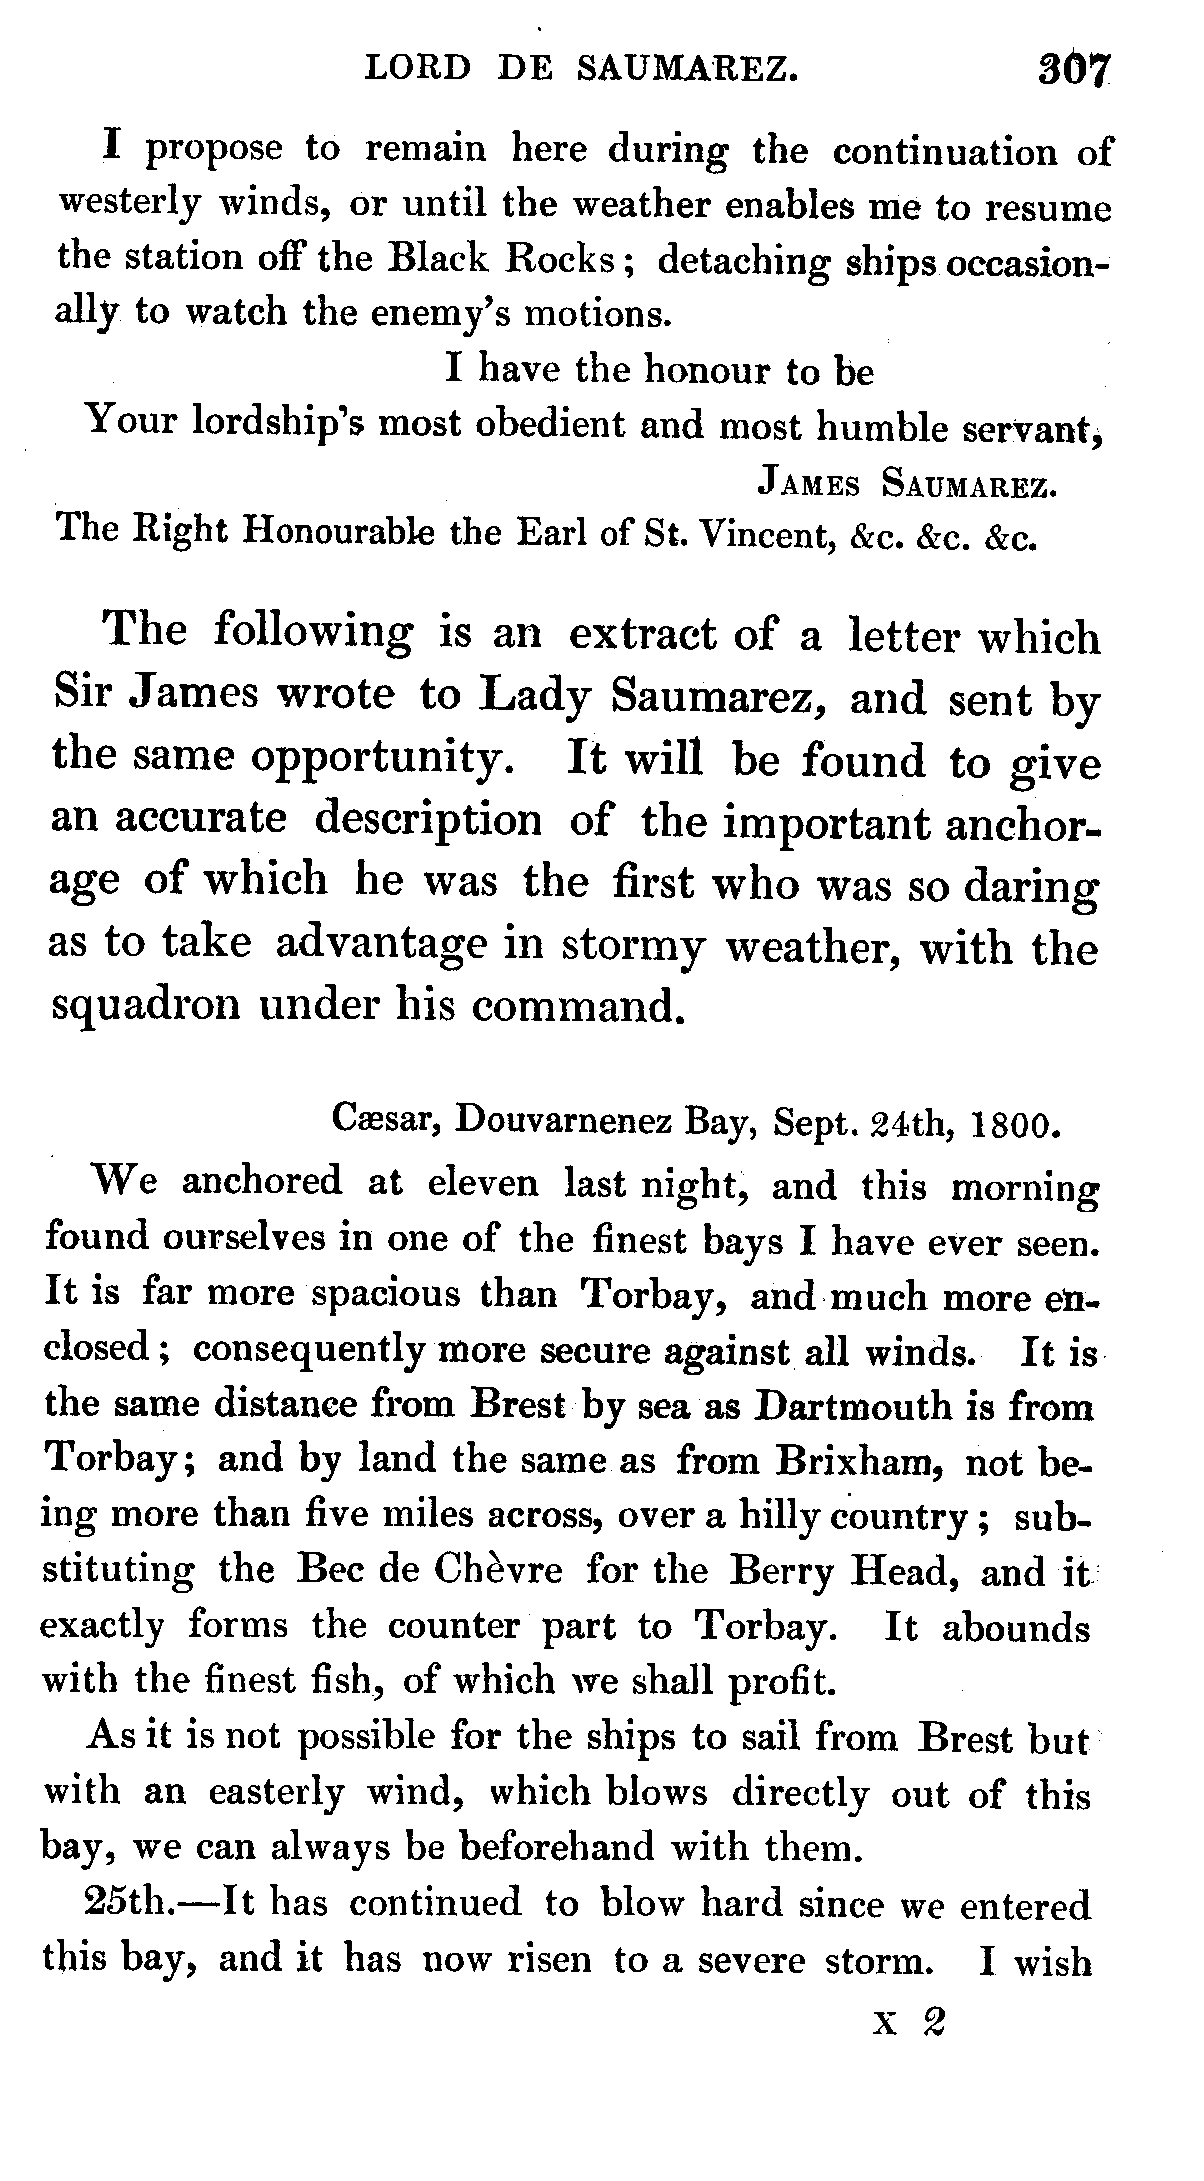 LORD DE SAUMAREZ. 307
I propose to remain here during the continuation of
westerly winds, or until the weather enables me to resume
the station off the Black Rocks; detaching ships occasion-
ally to watch the enemy's motions.
I have the honour to be
Your lordship's most obedient and most humble servant,
JAMES SAUMAREZ.
The Right Honourable the Earl of St. Vincent, &c. &c. &c.
The following is an extract of a letter which
Sir James wrote to Lady Saumarez, and sent by
the same opportunity. It will be found to give
an accurate description of the important anchor-
age of which he was the first who was so daring
as to take advantage in stormy weather, with the
squadron under his command.
Cæsar, Douvarnenez Bay, Sept. 24th, 1800.
We anchored at eleven last night, and this morning
found ourselves in one of the finest bays I have ever seen.
It is far more spacious than Torbay, and much more en-
closed; consequently more secure against all winds. It is
the same distance from Brest by sea as Dartmouth is from
Torbay; and by land the same as from Brixham, not be-
ing more than five miles across, over a hilly country; sub-
stituting the Bec de Chèvre for the Berry Head, and it
exactly forms the counter part to Torbay. It abounds
with the finest fish, of which we shall profit.
As it is not possible for the ships to sail from Brest but
with an easterly wind, which blows directly out of this
bay, we can always be beforehand with them.
25th.—It has continued to blow hard since we entered
this bay, and it has now risen to a severe storm. I wish
X 2